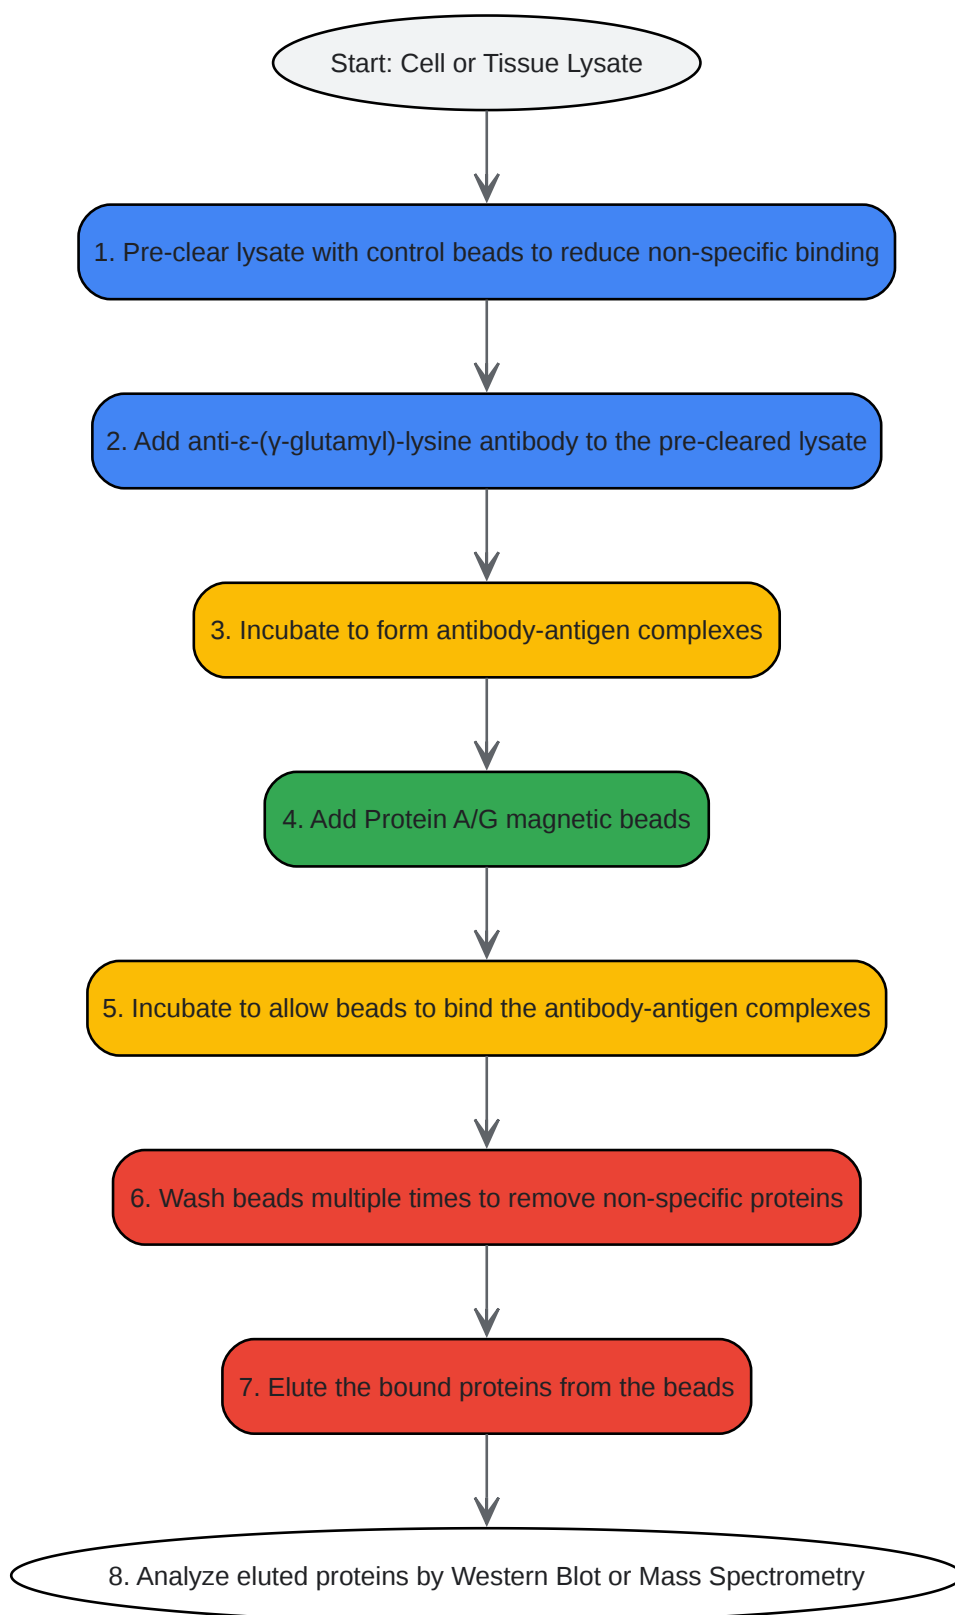 Start: Cell or Tissue Lysate
1. Pre-clear lysate with control beads to reduce non-specific binding
2. Add anti-ε-(γ-glutamyl)-lysine antibody to the pre-cleared lysate
3. Incubate to form antibody-antigen complexes
4. Add Protein A/G magnetic beads
5. Incubate to allow beads to bind the antibody-antigen complexes
6. Wash beads multiple times to remove non-specific proteins
7. Elute the bound proteins from the beads
8. Analyze eluted proteins by Western Blot or Mass Spectrometry